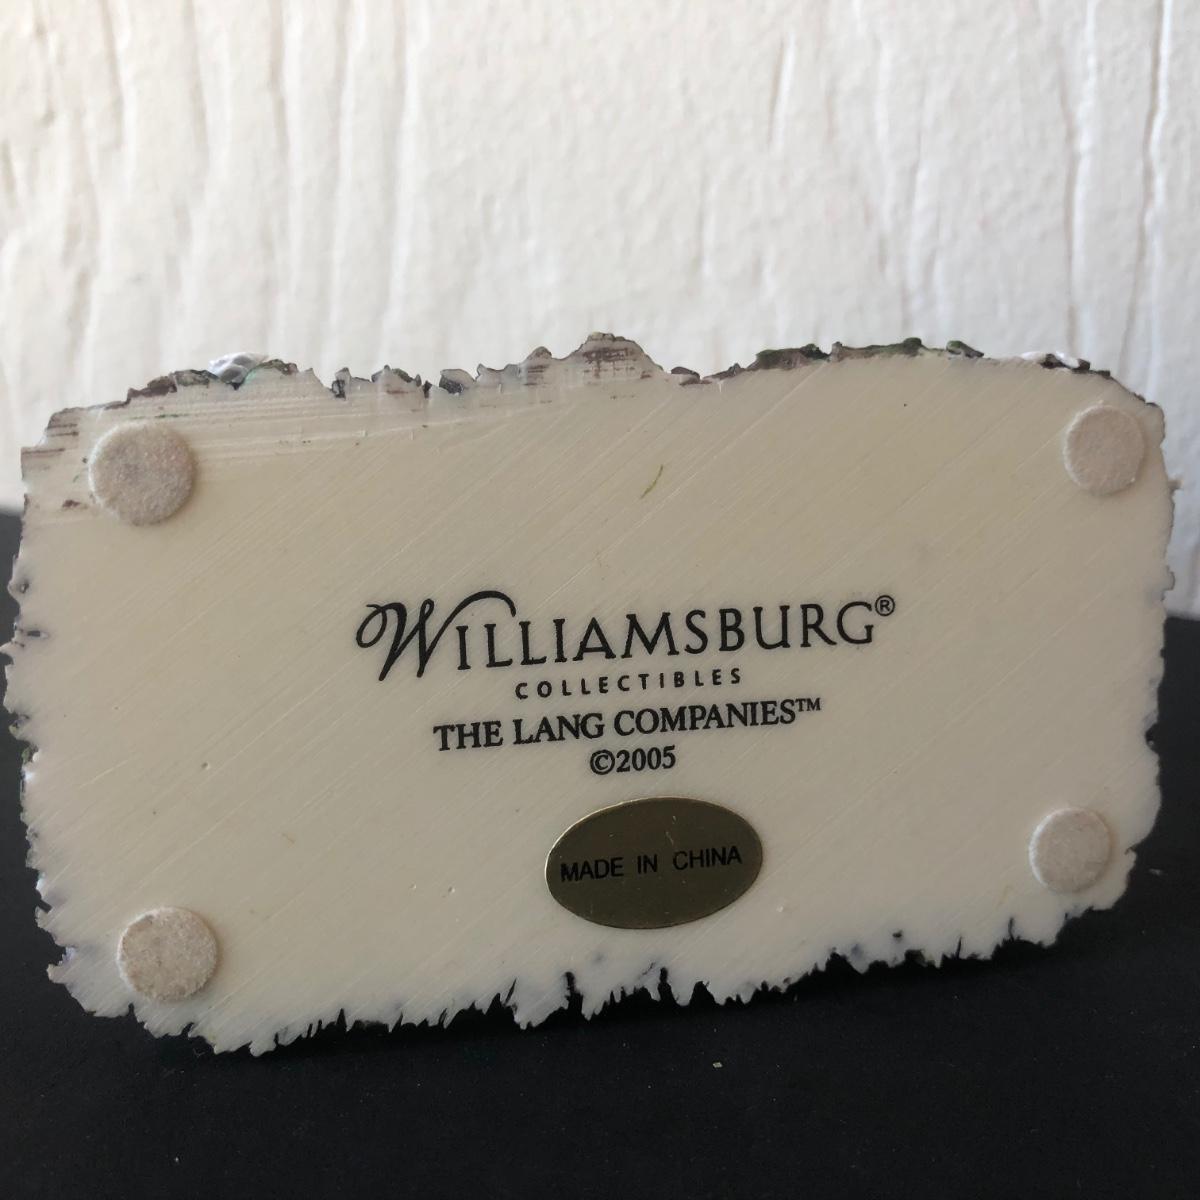 WILLIAMSBURG®
COLLECTIBLES
THE LANG COMPANIES™
©2005
MADE IN CHINA